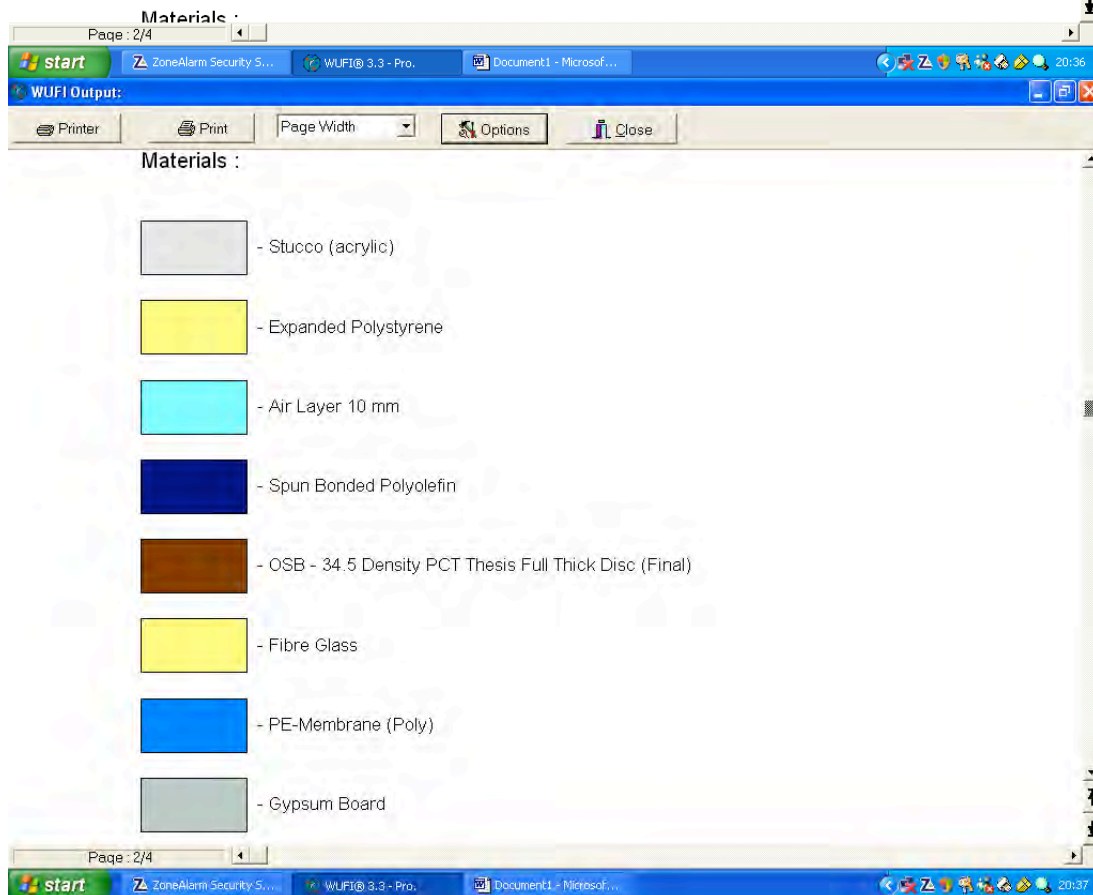 Materials :
Page : 2/4
start ZoneAlarm Security S... WUFI® 3.3 - Pro. Document1 - Microsof... 20:36
WUFI Output:
Printer Print Page Width Options Close
Materials :
- Stucco (acrylic)
- Expanded Polystyrene
- Air Layer 10 mm
- Spun Bonded Polyolefin
- OSB - 34.5 Density PCT Thesis Full Thick Disc (Final)
- Fibre Glass
- PE-Membrane (Poly)
- Gypsum Board
Page : 2/4
start ZoneAlarm Security S... WUFI® 3.3 - Pro. Document1 - Microsof... 20:37